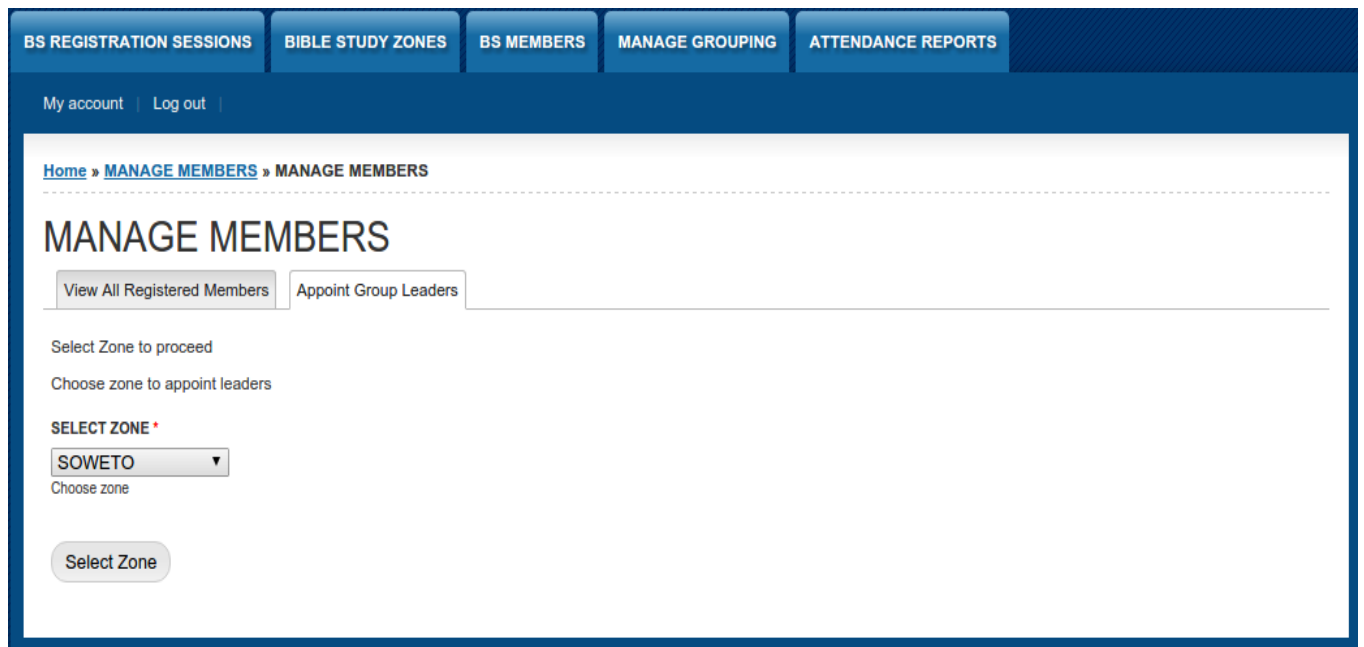 BS REGISTRATION SESSIONS BIBLE STUDY ZONES BS MEMBERS MANAGE GROUPING ATTENDANCE REPORTS
My account | Log out |
Home » MANAGE MEMBERS » MANAGE MEMBERS
MANAGE MEMBERS
View All Registered Members Appoint Group Leaders
Select Zone to proceed
Choose zone to appoint leaders
SELECT ZONE *
SOWETO
Choose zone
Select Zone